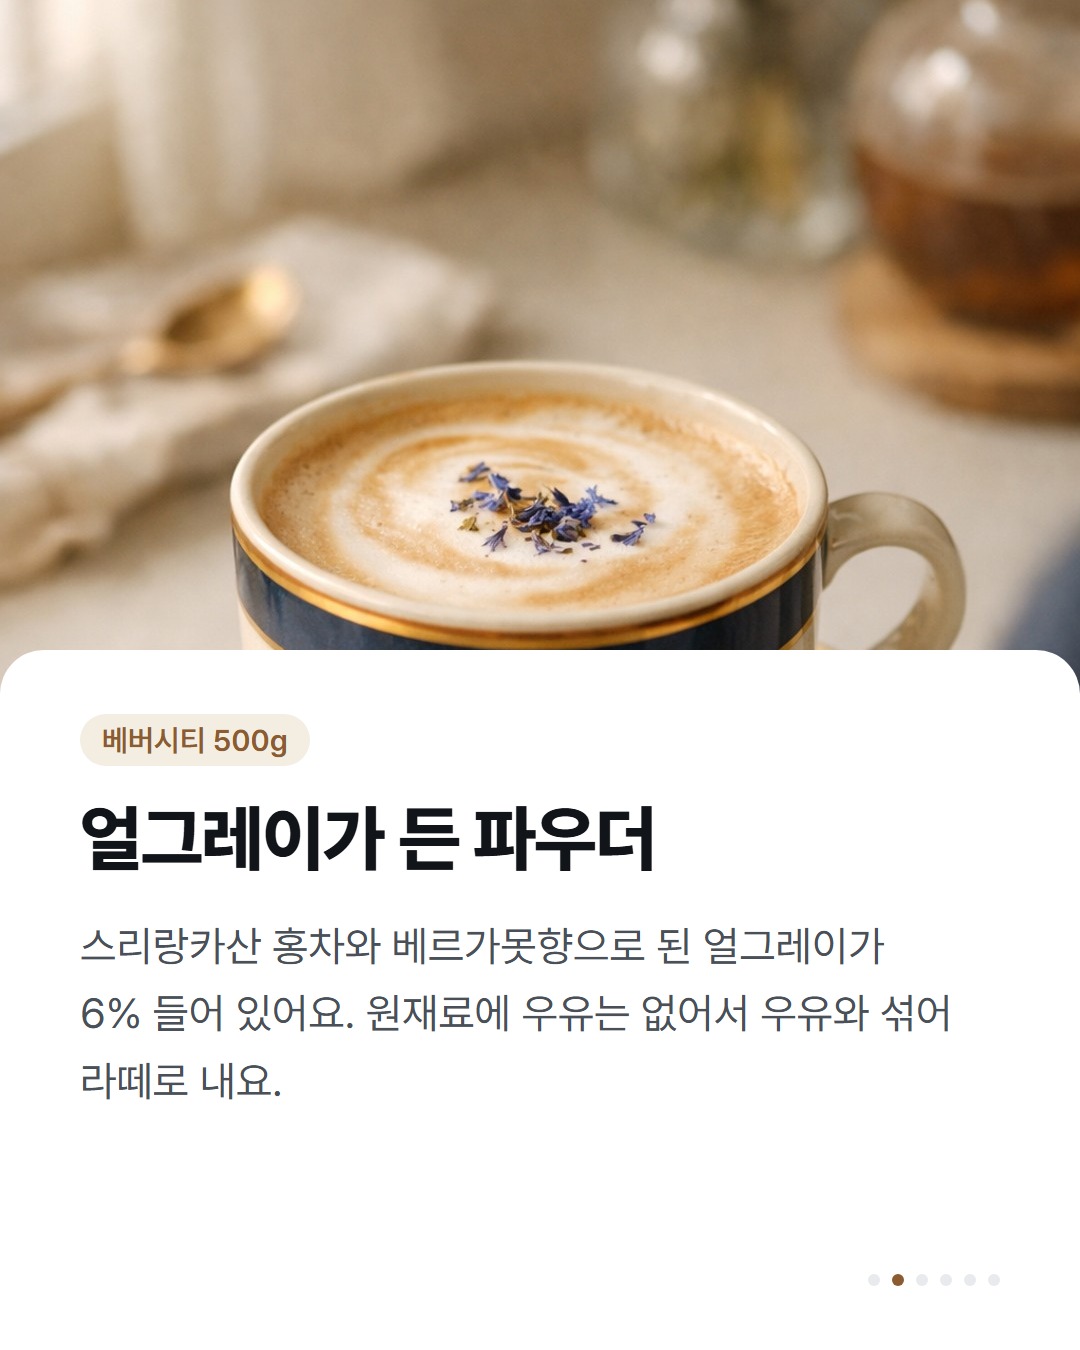 베버시티 500g
얼그레이가 든 파우더
스리랑카산 홍차와 베르가못향으로 된 얼그레이가
6% 들어 있어요. 원재료에 우유는 없어서 우유와 섞어
라떼로 내요.